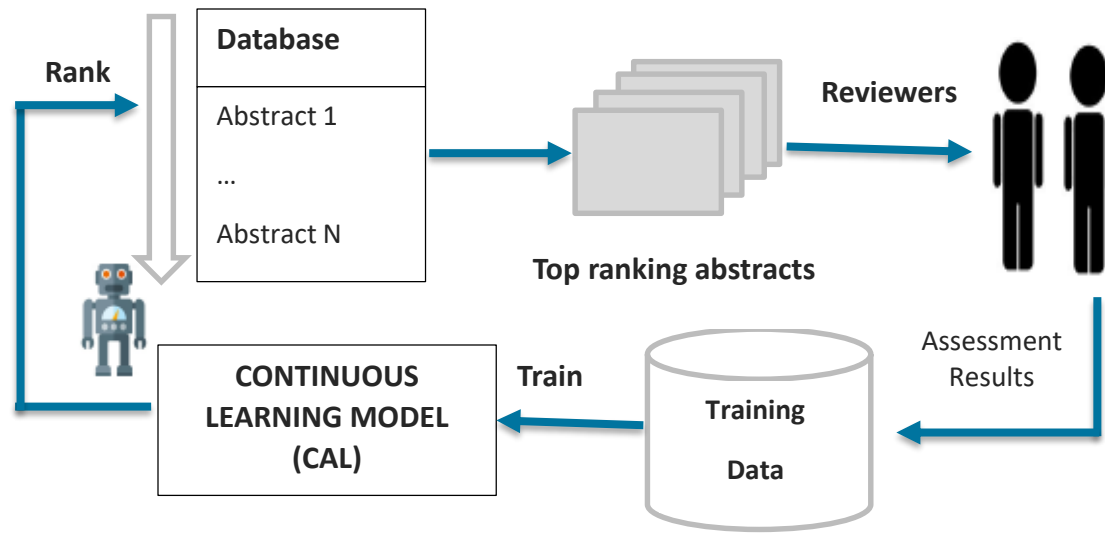 Rank
Database
Abstract 1
...
Abstract N
Top ranking abstracts
Reviewers
Assessment
Results
Training
Data
Train
CONTINUOUS
LEARNING MODEL
(CAL)